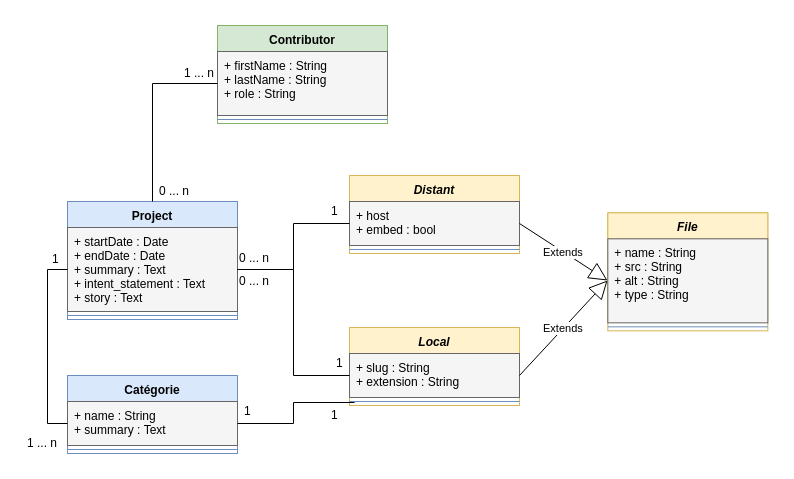 Contributor
+ firstName : String
+ lastName : String
+ role : String
1 ... n
0 ... n
Project
+ startDate : Date
+ endDate : Date
+ summary : Text
+ intent_statement : Text
+ story : Text
1
0 ... n
0 ... n
1
Distant
+ host
+ embed : bool
Extends
File
+ name : String
+ src : String
+ alt : String
+ type : String
Extends
1
Local
+ slug : String
+ extension : String
1
Catégorie
+ name : String
+ summary : Text
1
1 ... n